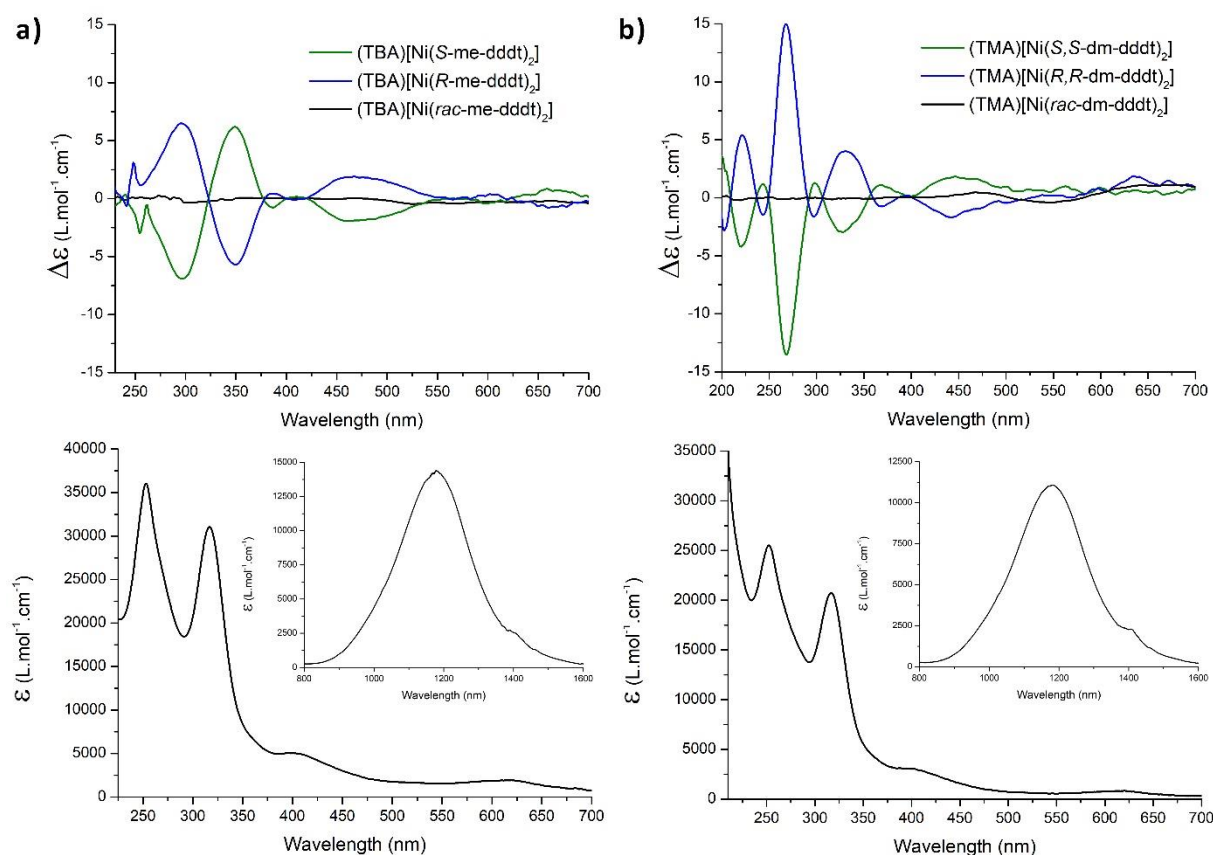 a)
(TBA)[Ni(S-me-dddt)₂]
(TBA)[Ni(R-me-dddt)₂]
(TBA)[Ni(rac-me-dddt)₂]
15
10
5
0
-5
-10
-15
Δε (L.mol⁻¹.cm⁻¹)
250 300 350 400 450 500 550 600 650 700
Wavelength (nm)
b)
(TMA)[Ni(S,S-dm-dddt)₂]
(TMA)[Ni(R,R-dm-dddt)₂]
(TMA)[Ni(rac-dm-dddt)₂]
15
10
5
0
-5
-10
-15
Δε (L.mol⁻¹.cm⁻¹)
200 250 300 350 400 450 500 550 600 650 700
Wavelength (nm)
40000
35000
30000
25000
20000
15000
10000
5000
0
ε (L.mol⁻¹.cm⁻¹)
250 300 350 400 450 500 550 600 650 700
Wavelength (nm)
15000
12500
10000
7500
5000
2500
0
ε (L.mol⁻¹.cm⁻¹)
800 1000 1200 1400 1600
Wavelength (nm)
35000
30000
25000
20000
15000
10000
5000
0
ε (L.mol⁻¹.cm⁻¹)
250 300 350 400 450 500 550 600 650 700
Wavelength (nm)
12500
10000
7500
5000
2500
0
ε (L.mol⁻¹.cm⁻¹)
800 1000 1200 1400 1600
Wavelength (nm)